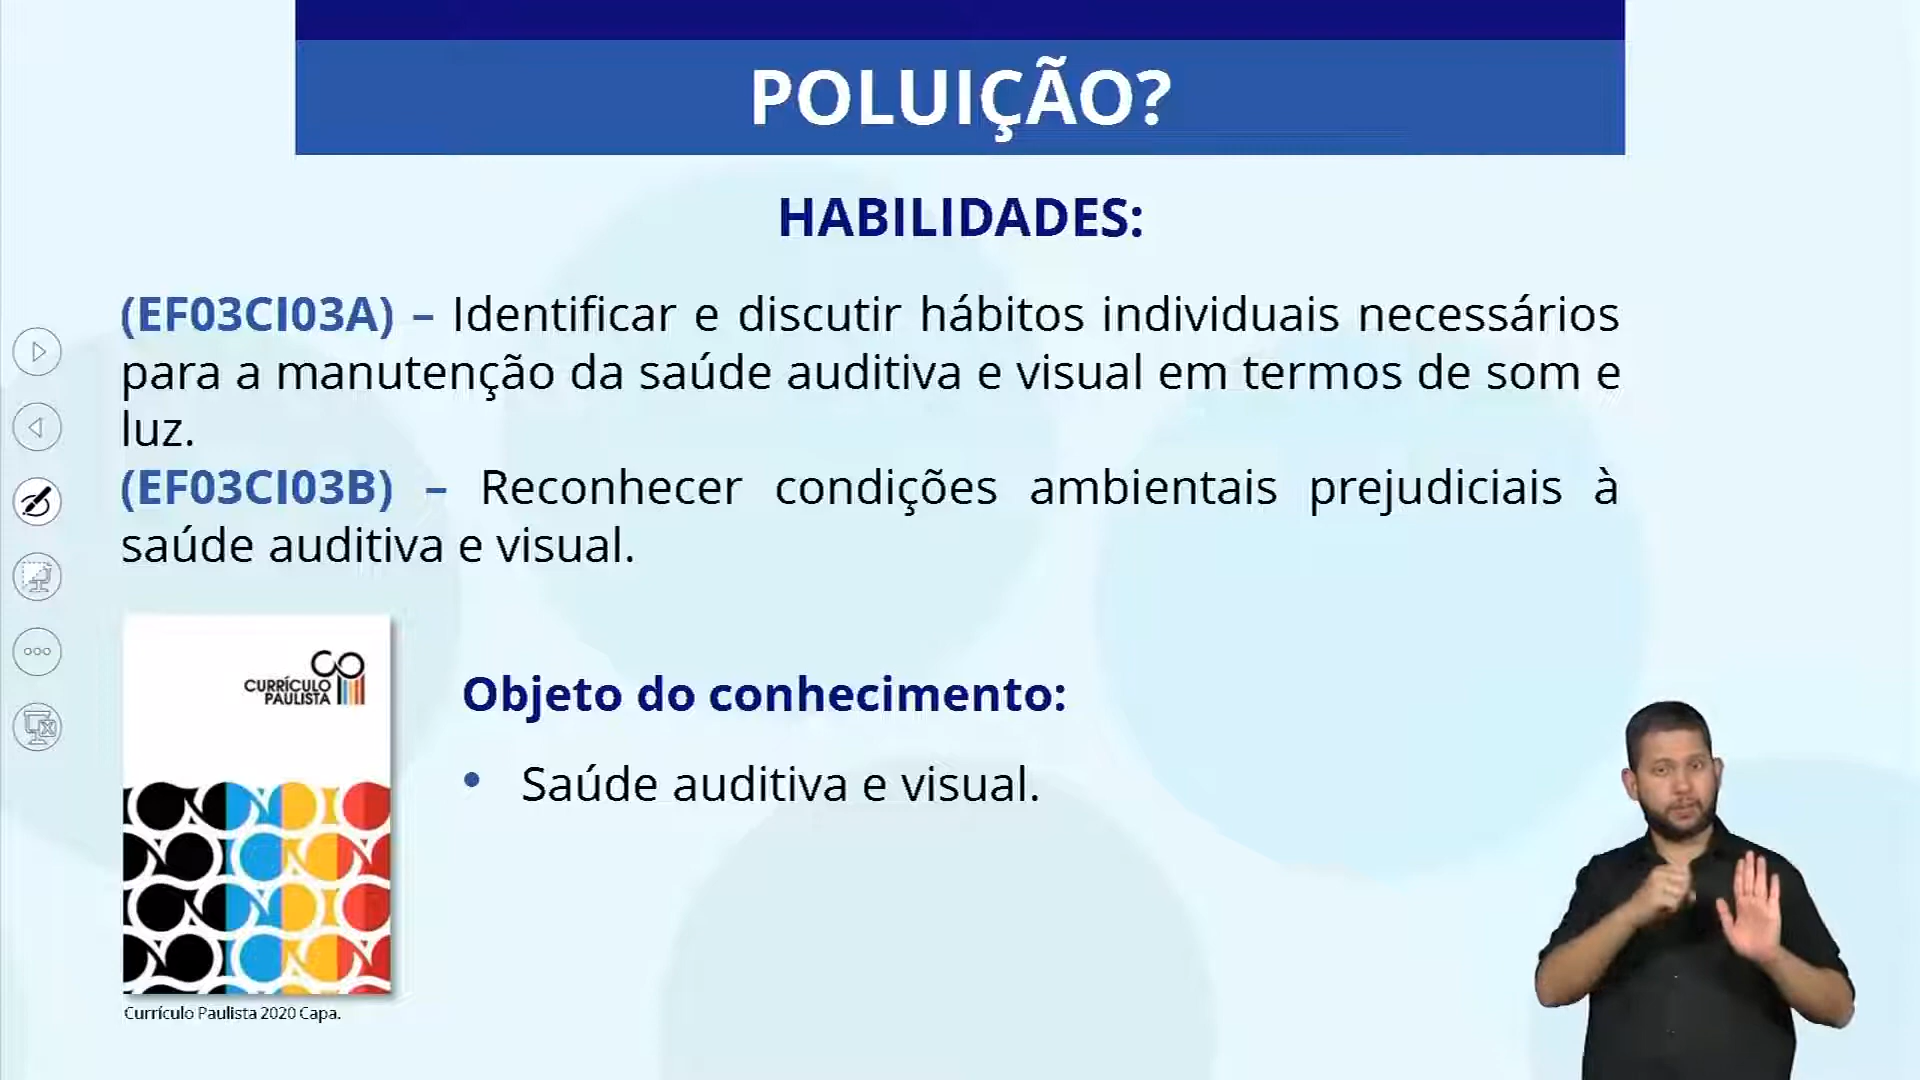 POLUIÇÃO?
HABILIDADES:
(EF03CI03A) – Identificar e discutir hábitos individuais necessários
para a manutenção da saúde auditiva e visual em termos de som e
luz.
(EF03CI03B) – Reconhecer condições ambientais prejudiciais à
saúde auditiva e visual.
CURRÍCULO
PAULISTA
Objeto do conhecimento:
• Saúde auditiva e visual.
Currículo Paulista 2020 Capa.